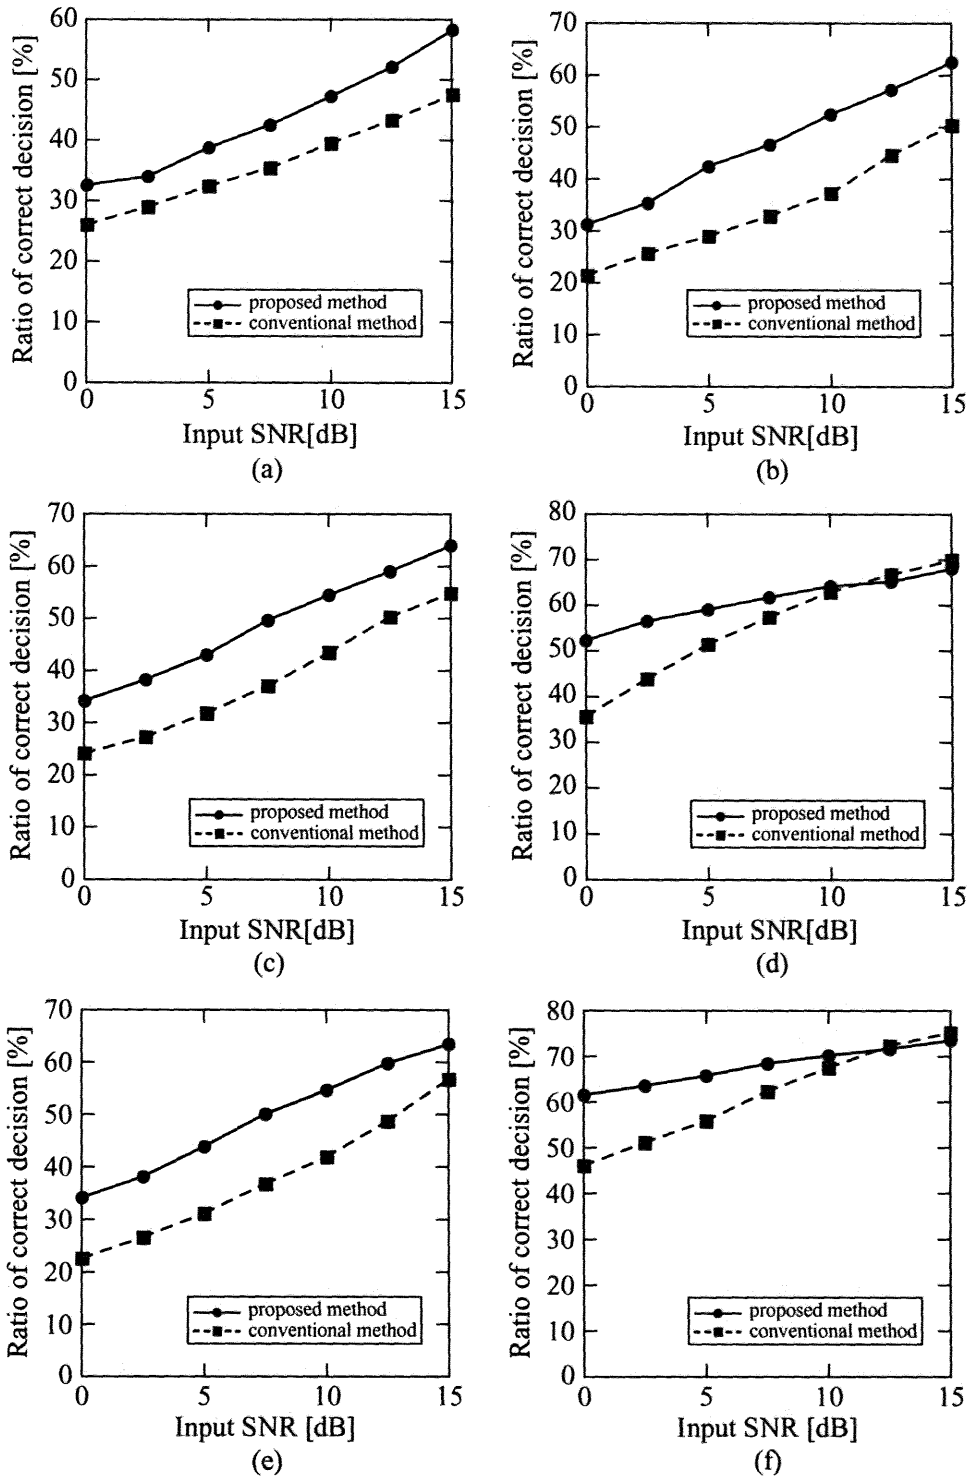 60
50
40
30
20
10
0
Ratio of correct decision [%]
proposed method
conventional method
0 5 10 15
Input SNR[dB]
(a)
70
60
50
40
30
20
10
0
Ratio of correct decision [%]
proposed method
conventional method
0 5 10 15
Input SNR[dB]
(b)
70
60
50
40
30
20
10
0
Ratio of correct decision [%]
proposed method
conventional method
0 5 10 15
Input SNR[dB]
(c)
80
70
60
50
40
30
20
10
0
Ratio of correct decision [%]
proposed method
conventional method
0 5 10 15
Input SNR[dB]
(d)
70
60
50
40
30
20
10
0
Ratio of correct decision [%]
proposed method
conventional method
0 5 10 15
Input SNR [dB]
(e)
80
70
60
50
40
30
20
10
0
Ratio of correct decision [%]
proposed method
conventional method
0 5 10 15
Input SNR [dB]
(f)